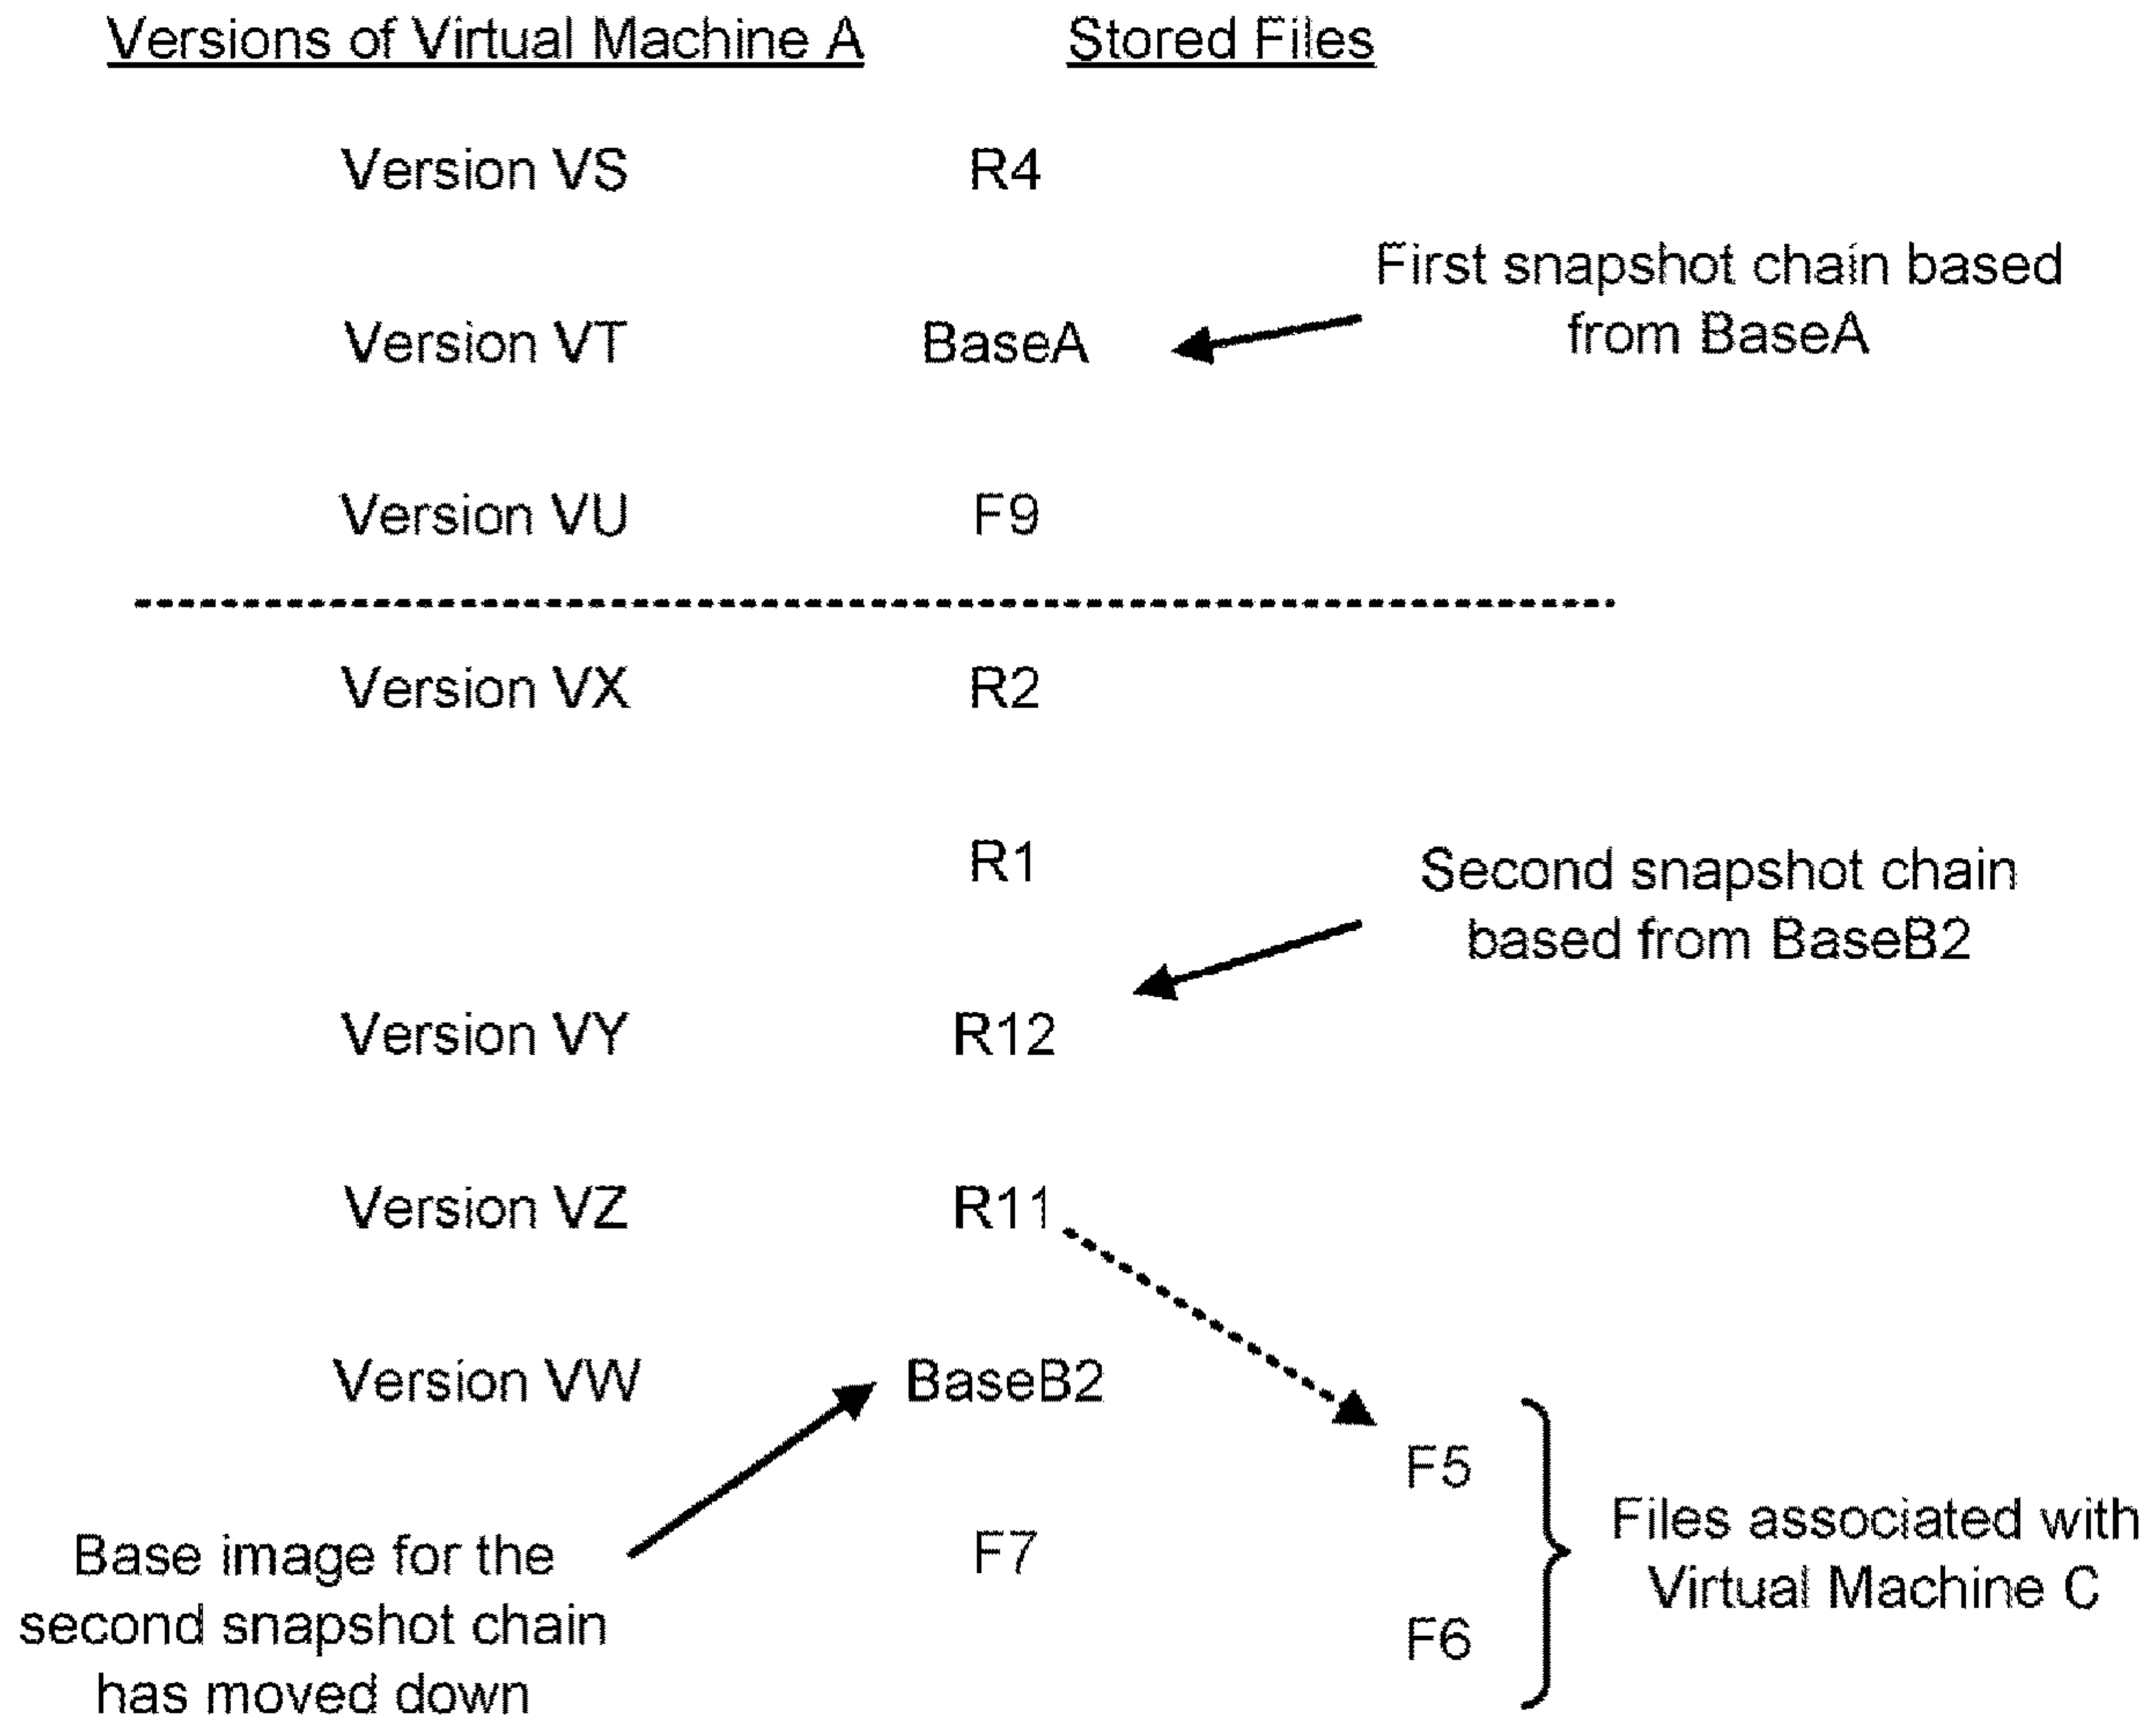 Versions of Virtual Machine A Stored Files
Version VS R4
First snapshot chain based
from BaseA
Version VT BaseA
Version VU F9
Version VX R2
R1
Second snapshot chain
based from BaseB2
Version VY R12
Version VZ R11
Version VW BaseB2
F5
Base image for the
second snapshot chain
has moved down
F7
Files associated with
Virtual Machine C
F6